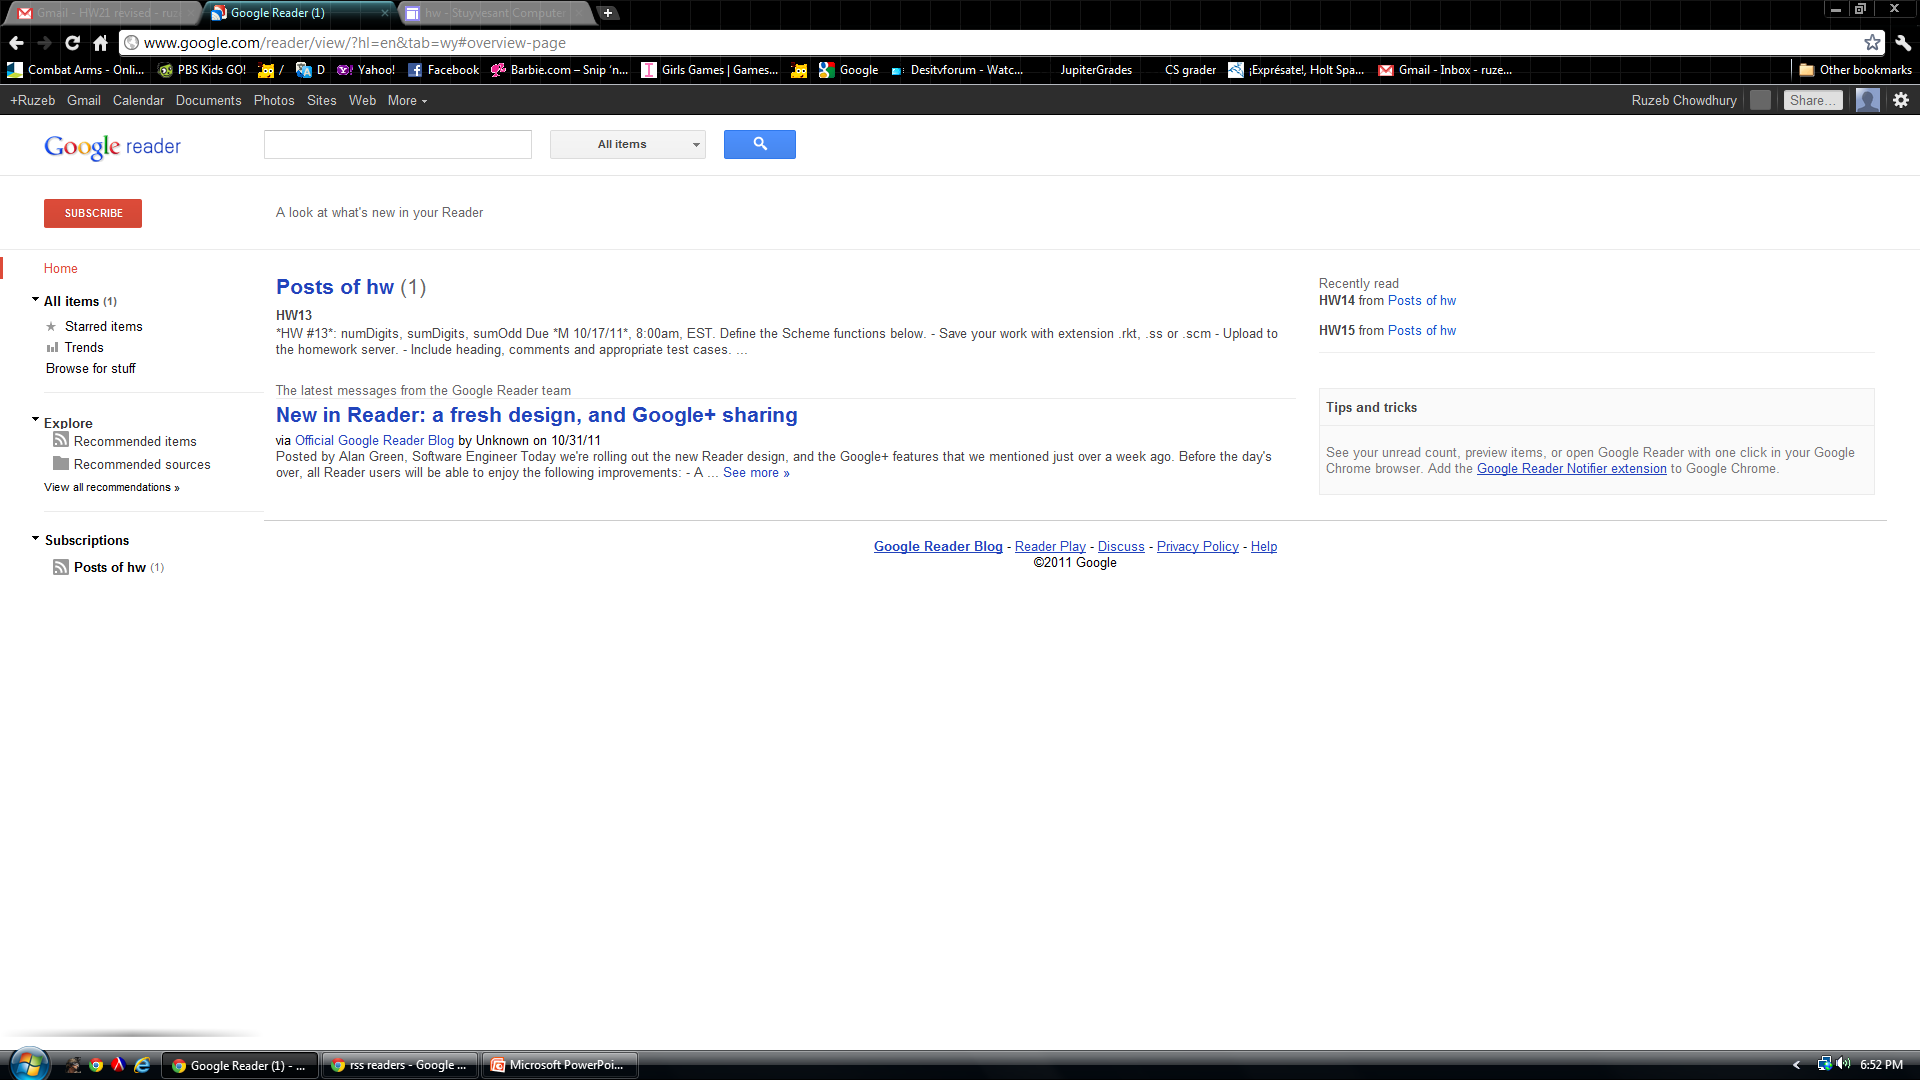 Gmail - HW21 revised - ruz
Google Reader (1)
hw - Stuyvesant Computer
www.google.com/reader/view/?hl=en&tab=wy#overview-page
Combat Arms - Onli... PBS Kids GO! / D Yahoo! Facebook Barbie.com – Snip 'n... Girls Games | Games... Google Desitvforum - Watc... JupiterGrades CS grader ¡Exprésate!, Holt Spa... Gmail - Inbox - ruze... Other bookmarks
+Ruzeb Gmail Calendar Documents Photos Sites Web More Ruzeb Chowdhury Share...
Google reader
All items
SUBSCRIBE
A look at what's new in your Reader
Home
All items (1)
Starred items
Trends
Browse for stuff
Explore
Recommended items
Recommended sources
View all recommendations »
Subscriptions
Posts of hw (1)
Posts of hw (1)
HW13
*HW #13*: numDigits, sumDigits, sumOdd Due *M 10/17/11*, 8:00am, EST. Define the Scheme functions below. - Save your work with extension .rkt, .ss or .scm - Upload to
the homework server. - Include heading, comments and appropriate test cases. ...
The latest messages from the Google Reader team
New in Reader: a fresh design, and Google+ sharing
via Official Google Reader Blog by Unknown on 10/31/11
Posted by Alan Green, Software Engineer Today we're rolling out the new Reader design, and the Google+ features that we mentioned just over a week ago. Before the day's
over, all Reader users will be able to enjoy the following improvements: - A ... See more »
Recently read
HW14 from Posts of hw
HW15 from Posts of hw
Tips and tricks
See your unread count, preview items, or open Google Reader with one click in your Google
Chrome browser. Add the Google Reader Notifier extension to Google Chrome.
Google Reader Blog - Reader Play - Discuss - Privacy Policy - Help
©2011 Google
Google Reader (1) - ... rss readers - Google ... Microsoft PowerPoi... 6:52 PM